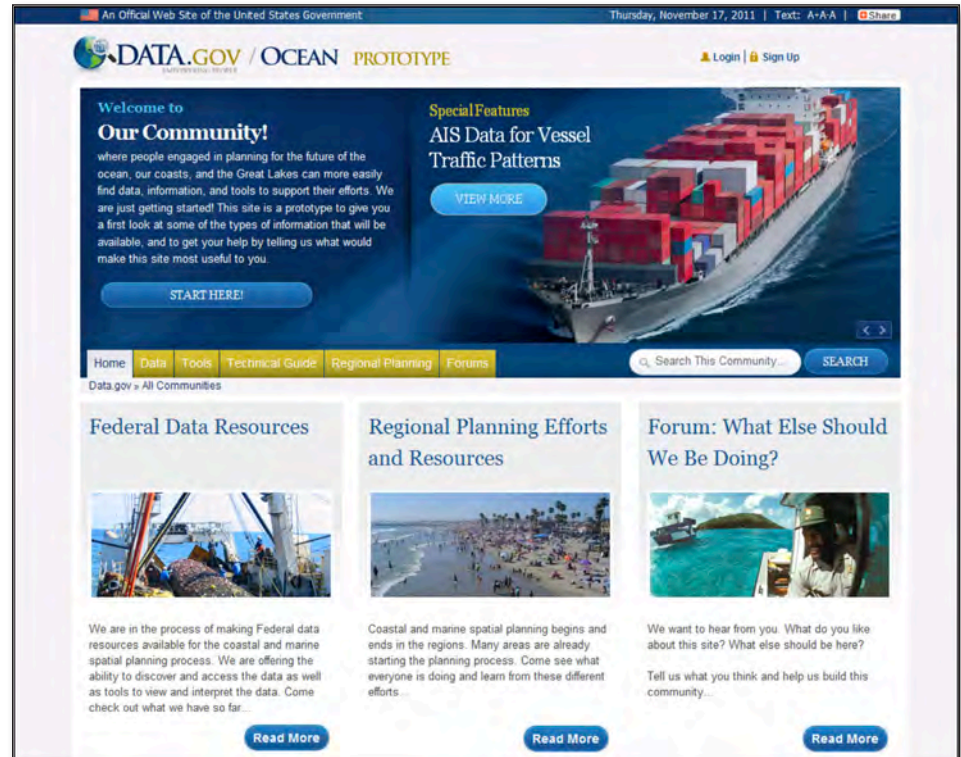 An Official Web Site of the United States Government
Thursday, November 17, 2011 | Text: A-A-A | Share
DATA.GOV / OCEAN PROTOTYPE
EMPOWERING PEOPLE
Login | Sign Up
Welcome to
Our Community!
where people engaged in planning for the future of the
ocean, our coasts, and the Great Lakes can more easily
find data, information, and tools to support their efforts. We
are just getting started! This site is a prototype to give you
a first look at some of the types of information that will be
available, and to get your help by telling us what would
make this site most useful to you.
START HERE!
Special Features
AIS Data for Vessel
Traffic Patterns
VIEW MORE
< >
Home Data Tools Technical Guide Regional Planning Forums
Search This Community... SEARCH
Data.gov » All Communities
Federal Data Resources
We are in the process of making Federal data
resources available for the coastal and marine
spatial planning process. We are offering the
ability to discover and access the data as well
as tools to view and interpret the data. Come
check out what we have so far...
Read More
Regional Planning Efforts
and Resources
Coastal and marine spatial planning begins and
ends in the regions. Many areas are already
starting the planning process. Come see what
everyone is doing and learn from these different
efforts...
Read More
Forum: What Else Should
We Be Doing?
We want to hear from you. What do you like
about this site? What else should be here?
Tell us what you think and help us build this
community...
Read More